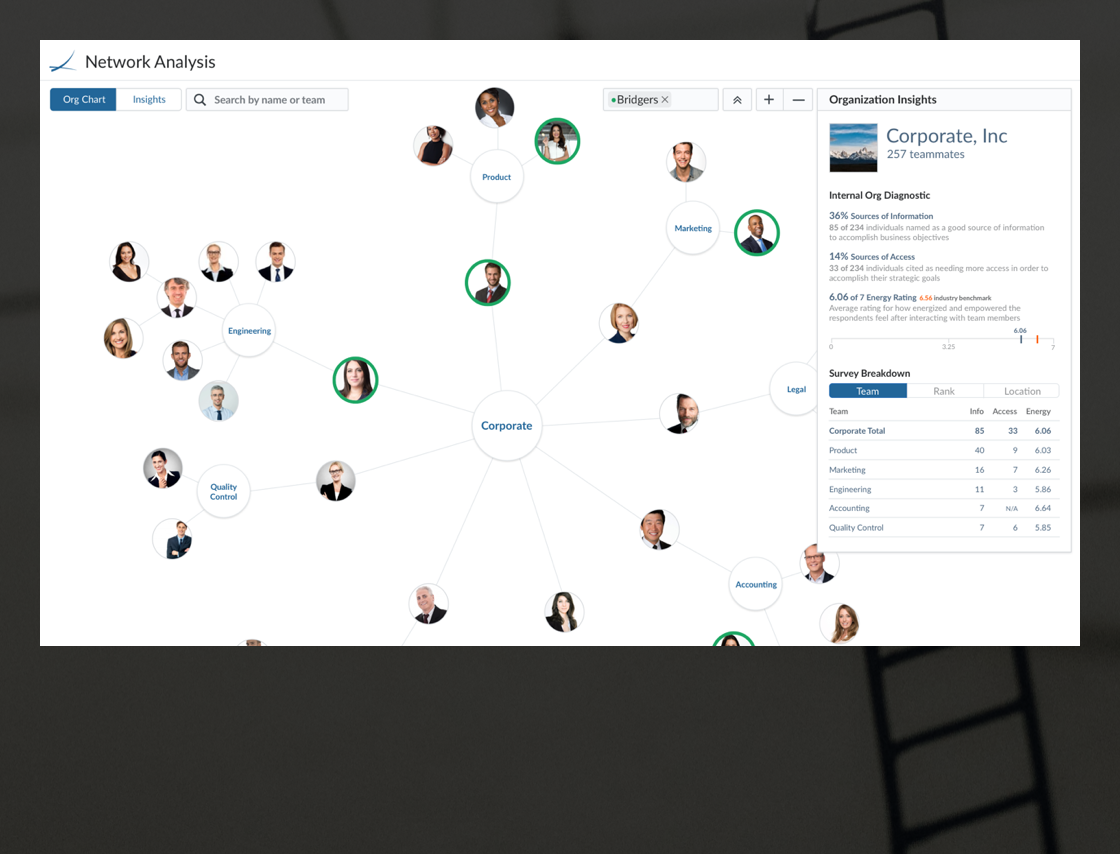 Network Analysis
Org Chart
Insights
Search by name or team
Bridgers
Organization Insights
Corporate, Inc
257 teammates
Internal Org Diagnostic
36% Sources of Information
85 of 234 individuals named as a good source of information
to accomplish business objectives
14% Sources of Access
33 of 234 individuals cited as needing more access in order to
accomplish their strategic goals
6.06 of 7 Energy Rating 6.56 industry benchmark
Average rating for how energized and empowered the
respondents feel after interacting with team members
6.06
0 3.25 7
Survey Breakdown
Team Rank Location
Team Info Access Energy
Corporate Total 85 33 6.06
Product 40 9 6.03
Marketing 16 7 6.26
Engineering 11 3 5.86
Accounting 7 N/A 6.64
Quality Control 7 6 5.85
Product
Marketing
Engineering
Legal
Corporate
Quality
Control
Accounting